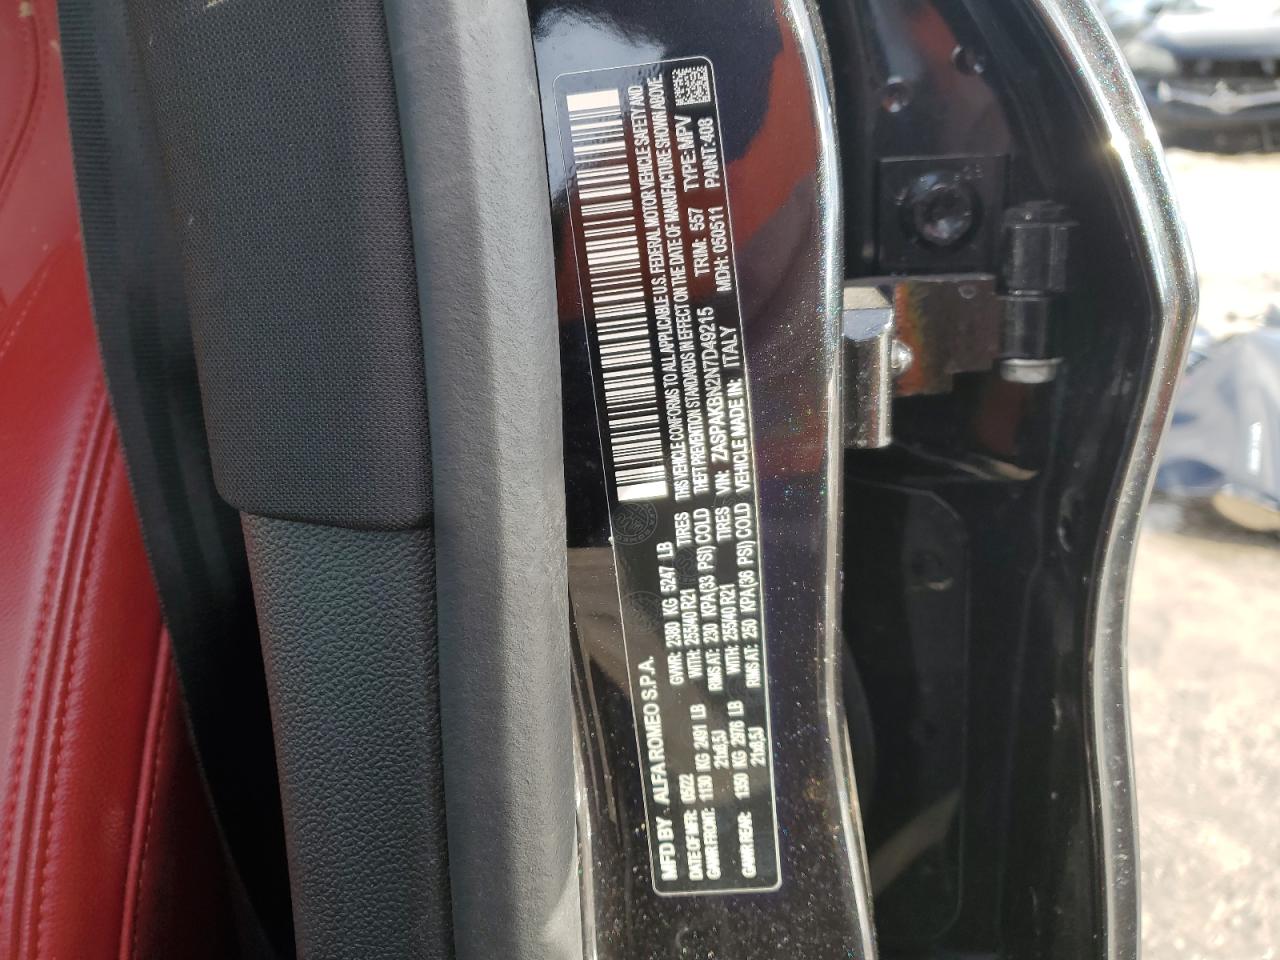 MFD BY ALFA ROMEO S.P.A.
DATE OF MFR: 05/22 GVWR: 2380 KG 5247 LB
GAWR FRONT: 1130 KG 2491 LB WITH: 255/40 R21 TIRES
21x8,5J RIMS AT: 230 KPA(33 PSI) COLD
GAWR REAR: 1350 KG 2976 LB WITH: 255/40 R21 TIRES
21x8,5J RIMS AT: 250 KPA(36 PSI) COLD
THIS VEHICLE CONFORMS TO ALL APPLICABLE U.S. FEDERAL MOTOR VEHICLE SAFETY AND
THEFT PREVENTION STANDARDS IN EFFECT ON THE DATE OF MANUFACTURE SHOWN ABOVE.
VIN: ZASPAKBN2N7D49215 TRIM: 557 TYPE: MPV
VEHICLE MADE IN: ITALY MDH: 050511 PAINT: 408